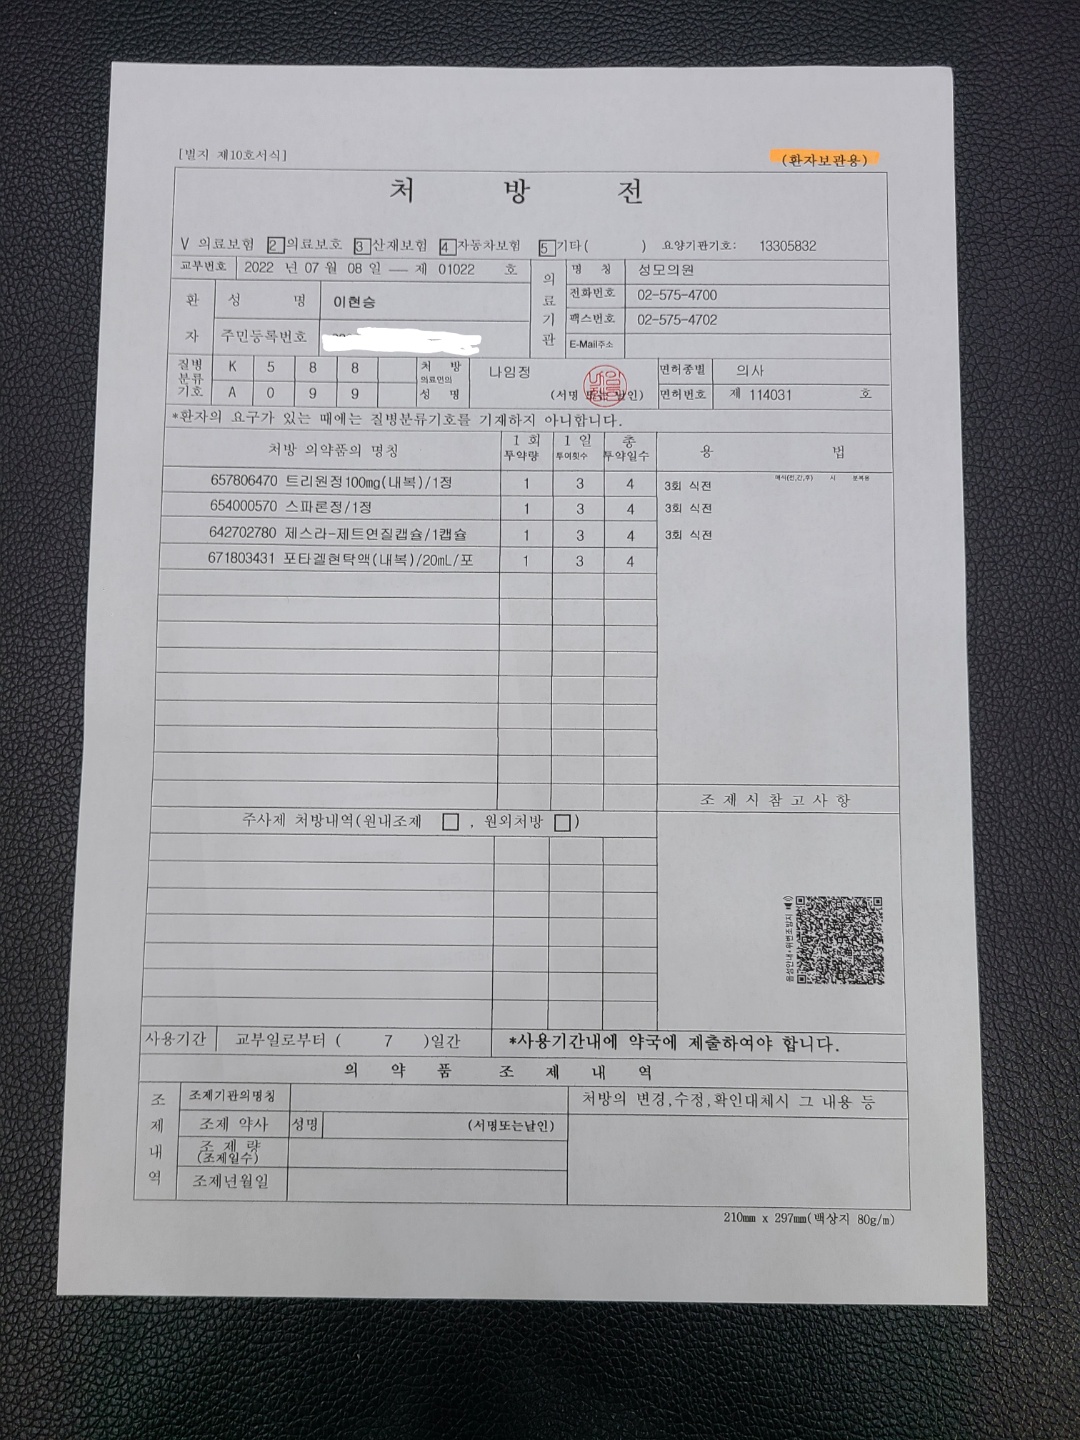 [별지 제10호서식]
(환자보관용)
처 방 전
V 의료보험 2 의료보호 3 산재보험 4 자동차보험 5 기타( ) 요양기관기호: 13305832
교부번호 2022 년 07 월 08 일 — 제 01022 호
의료기관
명 칭 성모의원
전화번호 02-575-4700
팩스번호 02-575-4702
E-Mail주소
환자
성 명 이현승
주민등록번호
질병분류기호
K 5 8 8
A 0 9 9
처 방 의료인의 성 명
나임정
(서명 또는 날인)
면허종별 의사
면허번호 제 114031 호
*환자의 요구가 있는 때에는 질병분류기호를 기재하지 아니합니다.
처방 의약품의 명칭 1 회 투약량 1 일 투여횟수 총 투약일수 용 법
657806470 트리원정100mg(내복)/1정 1 3 4 3회 식전
654000570 스파론정/1정 1 3 4 3회 식전
642702780 제스라-제트연질캡슐/1캡슐 1 3 4 3회 식전
671803431 포타겔현탁액(내복)/20mL/포 1 3 4
조 제 시 참 고 사 항
주사제 처방내역(원내조제 , 원외처방 )
음성안내·위변조방지
사용기간 교부일로부터 ( 7 )일간 *사용기간내에 약국에 제출하여야 합니다.
의 약 품 조 제 내 역
조제내역
조제기관의명칭
처방의 변경,수정,확인대체시 그 내용 등
조제 약사 성명 (서명또는날인)
조 제 량
(조제일수)
조제년월일
210mm x 297mm(백상지 80g/m)